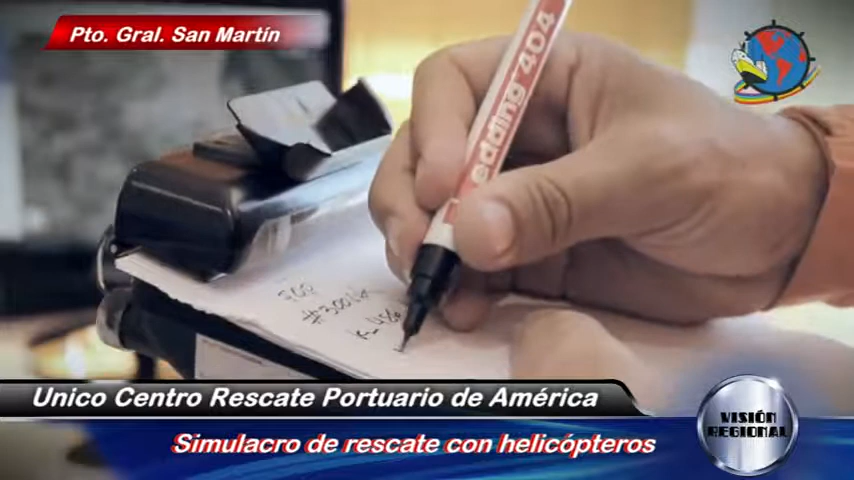 Pto. Gral. San Martín
edding 404
#300
Unico Centro Rescate Portuario de América
Simulacro de rescate con helicópteros
VISIÓN
REGIONAL